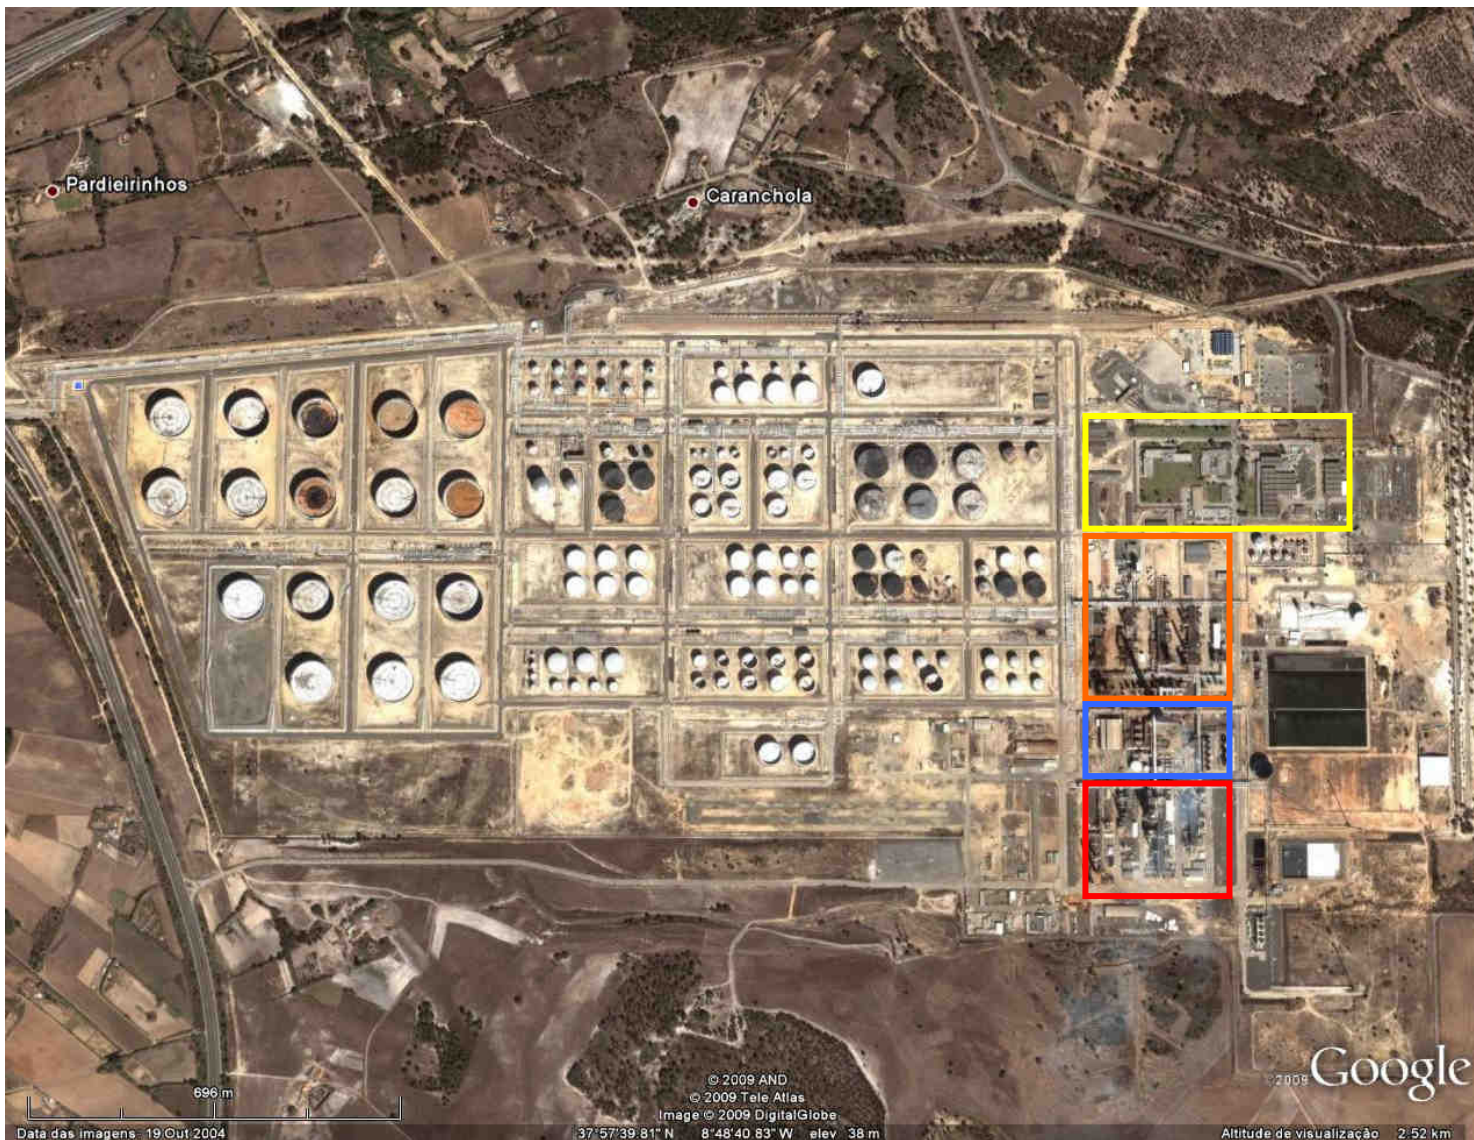 Pardieirinhos
Caranchola
696 m
© 2009 AND
© 2009 Tele Atlas
Image © 2009 DigitalGlobe
©2009 Google
Data das imagens: 19 Out 2004
37°57'39.81" N 8°48'40.83" W elev 38 m
Altitude de visualização 2.52 km